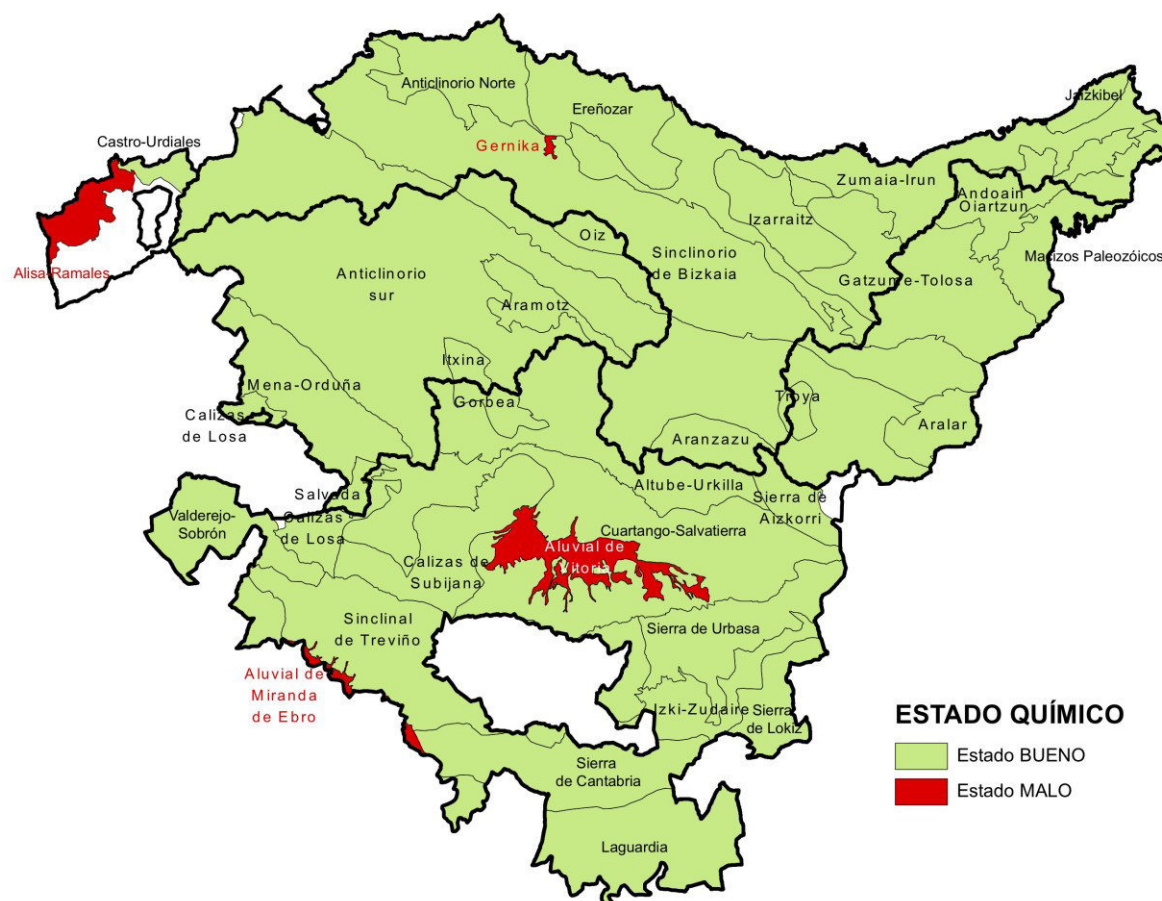 Jaizkibel
Anticlinorio Norte
Ereñozar
Castro-Urdiales
Gernika
Zumaia-Irun
Andoain
Oiartzun
Izarraitz
Oiz
Sinclinorio
de Bizkaia
Macizos Paleozóicos
Alisa-Ramales
Anticlinorio
sur
Gatzume-Tolosa
Aramotz
Itxina
Mena-Orduña
Gorbea
Troya
Calizas
de Losa
Aranzazu
Aralar
Altube-Urkilla
Salvada
Sierra de
Aizkorri
Valderejo-
Sobrón
Calizas
de Losa
Cuartango-Salvatierra
Aluvial de
Vitoria
Calizas de
Subijana
Sinclinal
de Treviño
Sierra de Urbasa
Aluvial de
Miranda
de Ebro
Izki-Zudaire
Sierra
de Lokiz
ESTADO QUÍMICO
Estado BUENO
Estado MALO
Sierra
de Cantabria
Laguardia